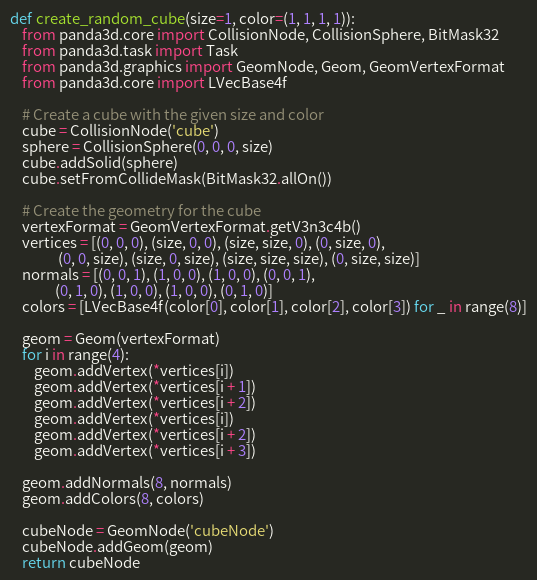 def create_random_cube(size=1, color=(1, 1, 1, 1)):
    from panda3d.core import CollisionNode, CollisionSphere, BitMask32
    from panda3d.task import Task
    from panda3d.graphics import GeomNode, Geom, GeomVertexFormat
    from panda3d.core import LVecBase4f

    # Create a cube with the given size and color
    cube = CollisionNode('cube')
    sphere = CollisionSphere(0, 0, 0, size)
    cube.addSolid(sphere)
    cube.setFromCollideMask(BitMask32.allOn())

    # Create the geometry for the cube
    vertexFormat = GeomVertexFormat.getV3n3c4b()
    vertices = [(0, 0, 0), (size, 0, 0), (size, size, 0), (0, size, 0),
                (0, 0, size), (size, 0, size), (size, size, size), (0, size, size)]
    normals = [(0, 0, 1), (1, 0, 0), (1, 0, 0), (0, 0, 1),
               (0, 1, 0), (1, 0, 0), (1, 0, 0), (0, 1, 0)]
    colors = [LVecBase4f(color[0], color[1], color[2], color[3]) for _ in range(8)]

    geom = Geom(vertexFormat)
    for i in range(4):
        geom.addVertex(*vertices[i])
        geom.addVertex(*vertices[i + 1])
        geom.addVertex(*vertices[i + 2])
        geom.addVertex(*vertices[i])
        geom.addVertex(*vertices[i + 2])
        geom.addVertex(*vertices[i + 3])

    geom.addNormals(8, normals)
    geom.addColors(8, colors)

    cubeNode = GeomNode('cubeNode')
    cubeNode.addGeom(geom)
    return cubeNode